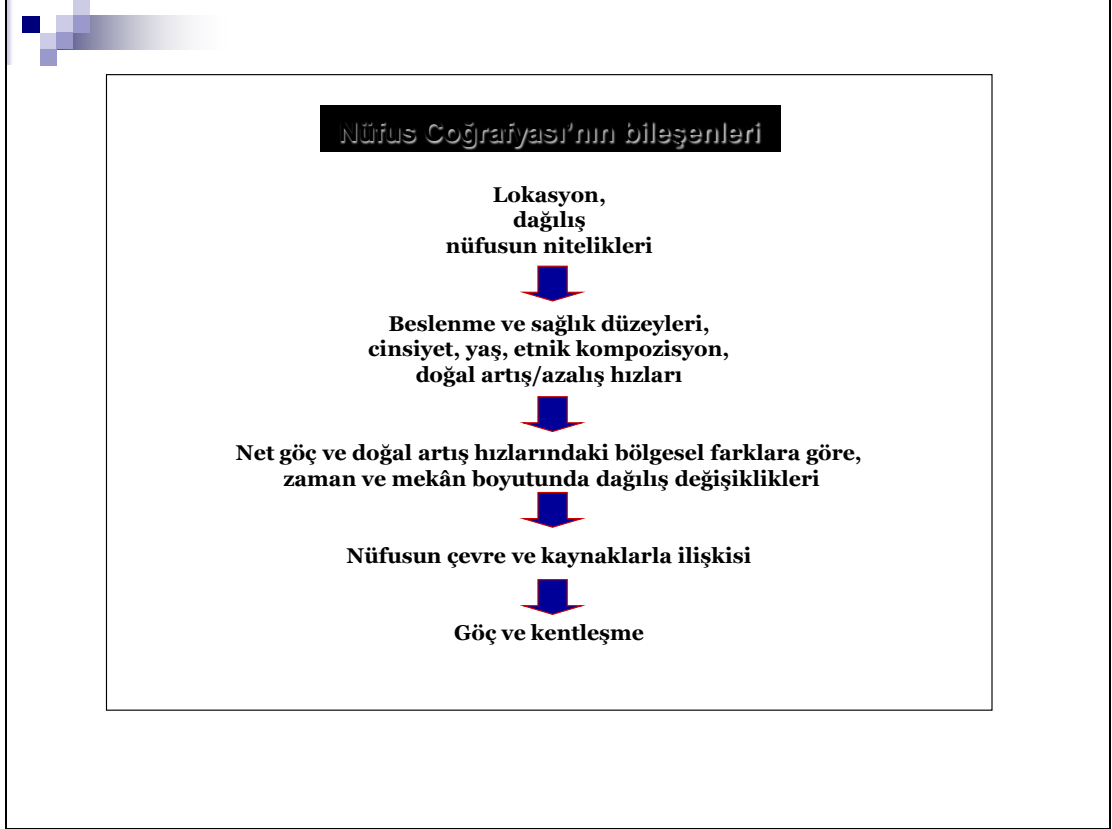 Nüfus Coğrafyası’nın bileşenleri
Lokasyon,
dağılış
nüfusun nitelikleri
Beslenme ve sağlık düzeyleri,
cinsiyet, yaş, etnik kompozisyon,
doğal artış/azalış hızları
Net göç ve doğal artış hızlarındaki bölgesel farklara göre,
zaman ve mekân boyutunda dağılış değişiklikleri
Nüfusun çevre ve kaynaklarla ilişkisi
Göç ve kentleşme